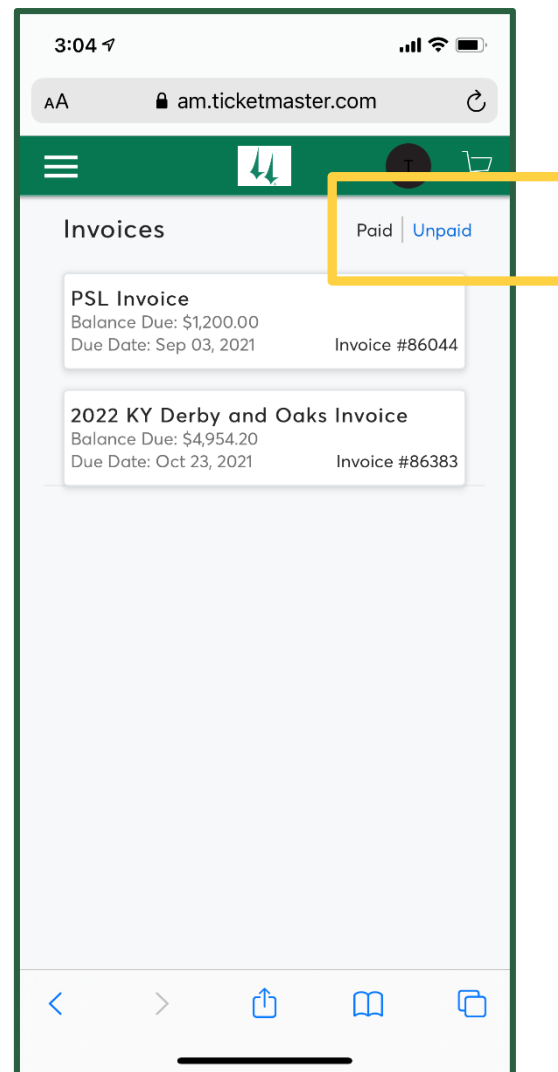 3:04
AA am.ticketmaster.com
I
Invoices Paid | Unpaid
PSL Invoice
Balance Due: $1,200.00
Due Date: Sep 03, 2021 Invoice #86044
2022 KY Derby and Oaks Invoice
Balance Due: $4,954.20
Due Date: Oct 23, 2021 Invoice #86383